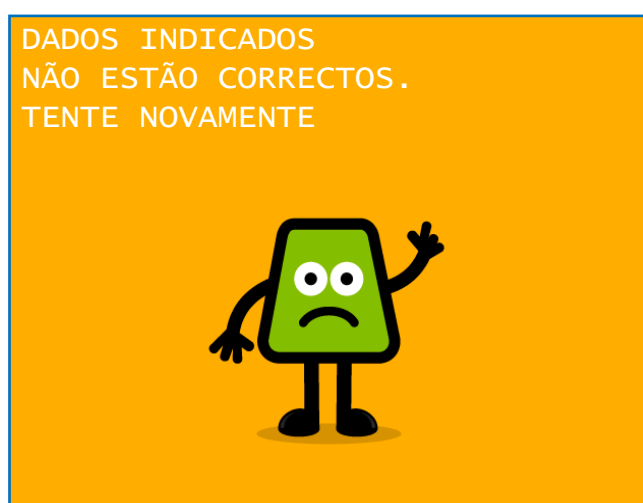 DADOS INDICADOS
NÃO ESTÃO CORRECTOS.
TENTE NOVAMENTE